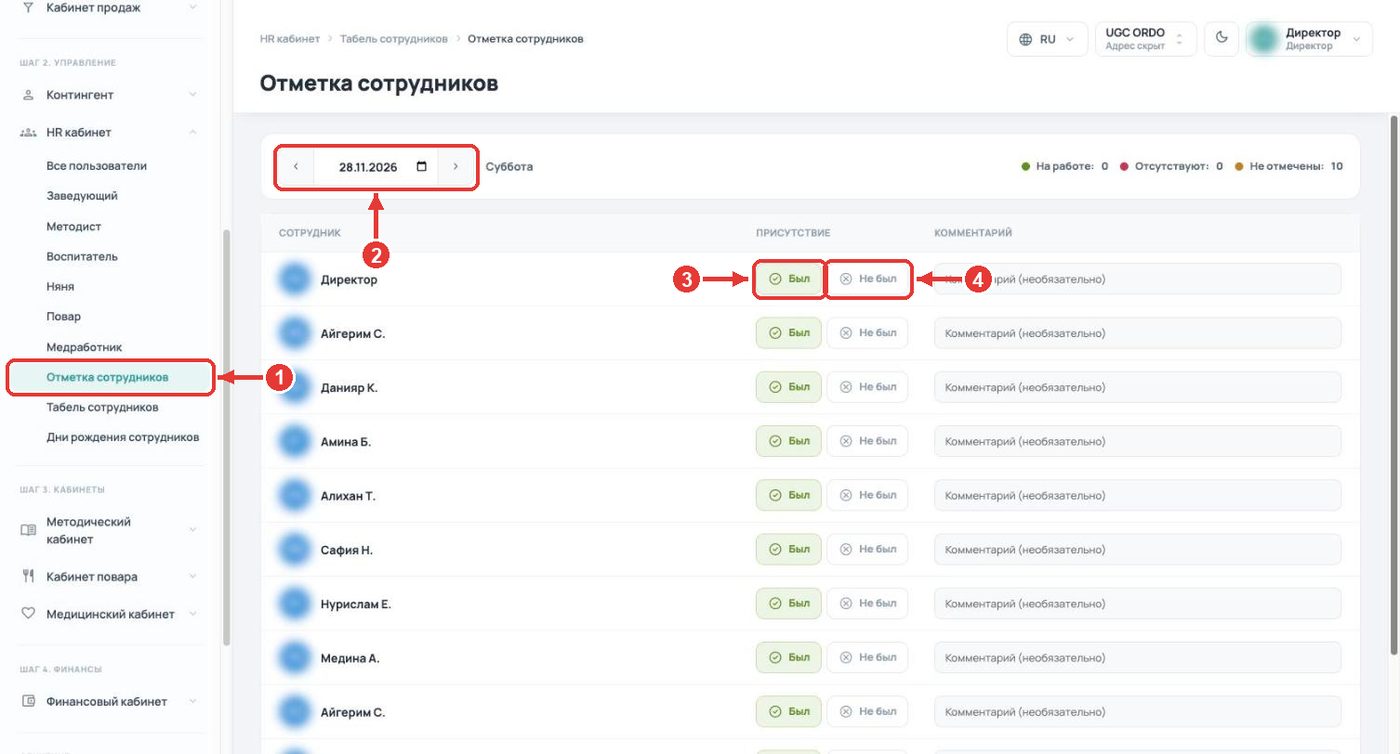 Кабинет продаж
ШАГ 2. УПРАВЛЕНИЕ
Контингент
HR кабинет
Все пользователи
Заведующий
Методист
Воспитатель
Няня
Повар
Медработник
Отметка сотрудников
1
Табель сотрудников
Дни рождения сотрудников
ШАГ 3. КАБИНЕТЫ
Методический
кабинет
Кабинет повара
Медицинский кабинет
ШАГ 4. ФИНАНСЫ
Финансовый кабинет
HR кабинет > Табель сотрудников > Отметка сотрудников
RU
UGC ORDO
Адрес скрыт
Директор
Директор
Отметка сотрудников
28.11.2026
Суббота
На работе: 0
Отсутствуют: 0
Не отмечены: 10
2
СОТРУДНИК ПРИСУТСТВИЕ КОММЕНТАРИЙ
Директор 3 Был Не был 4 (необязательно)
Айгерим С. Был Не был Комментарий (необязательно)
Данияр К. Был Не был Комментарий (необязательно)
Амина Б. Был Не был Комментарий (необязательно)
Алихан Т. Был Не был Комментарий (необязательно)
Сафия Н. Был Не был Комментарий (необязательно)
Нурислам Е. Был Не был Комментарий (необязательно)
Медина А. Был Не был Комментарий (необязательно)
Айгерим С. Был Не был Комментарий (необязательно)